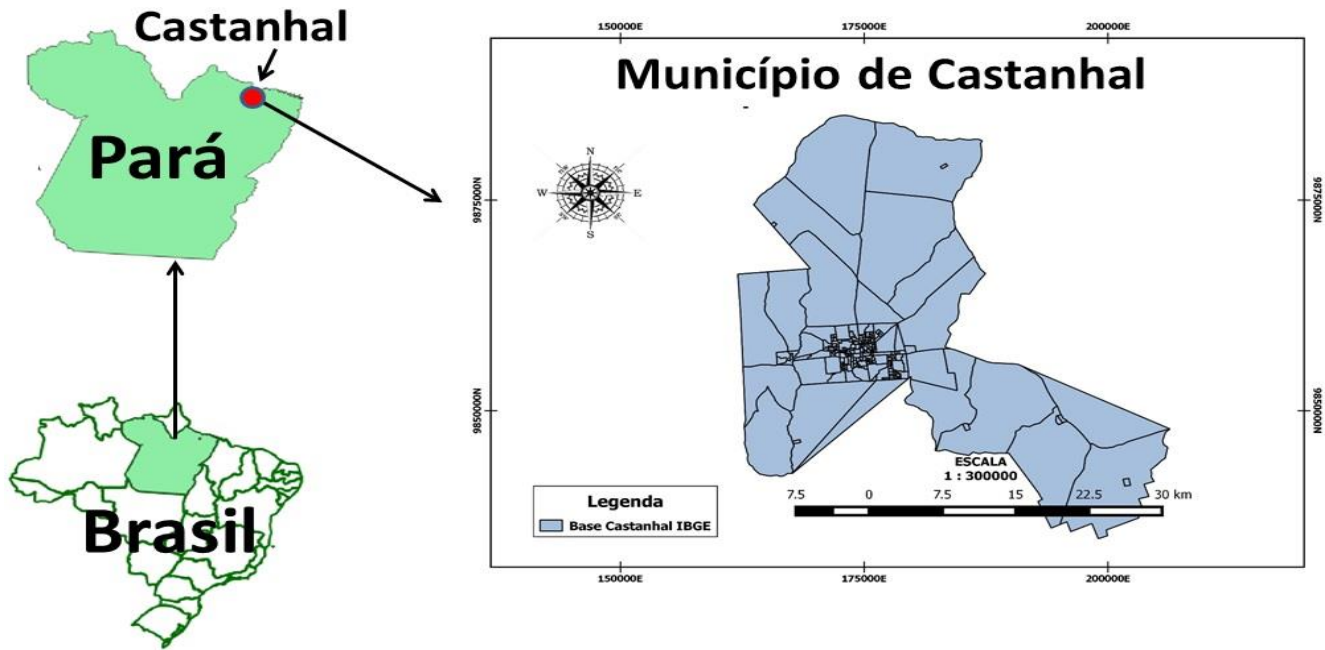 Castanhal
Pará
Brasil
150000E 175000E 200000E
Município de Castanhal
N
W E
S
9875000N 9875000N
9850000N 9850000N
ESCALA
1 : 300000
7.5 0 7.5 15 22.5 30 km
Legenda
Base Castanhal IBGE
150000E 175000E 200000E